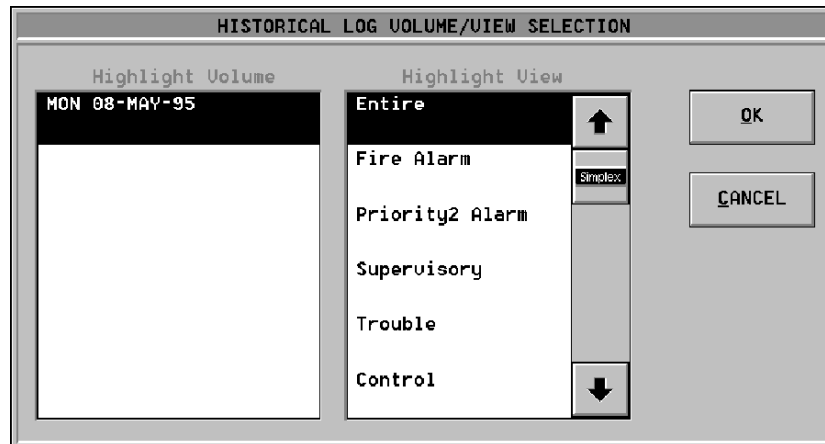 HISTORICAL LOG VOLUME/VIEW SELECTION
Highlight Volume
MON 08-MAY-95
Highlight View
Entire
Fire Alarm
Priority2 Alarm
Supervisory
Trouble
Control
Simplex
OK
CANCEL